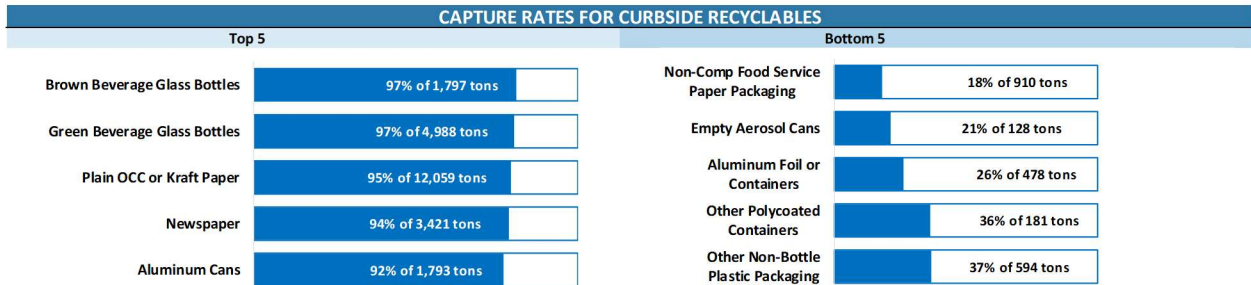 CAPTURE RATES FOR CURBSIDE RECYCLABLES
Top 5
Brown Beverage Glass Bottles
97% of 1,797 tons
Green Beverage Glass Bottles
97% of 4,988 tons
Plain OCC or Kraft Paper
95% of 12,059 tons
Newspaper
94% of 3,421 tons
Aluminum Cans
92% of 1,793 tons
Bottom 5
Non-Comp Food Service
Paper Packaging
18% of 910 tons
Empty Aerosol Cans
21% of 128 tons
Aluminum Foil or
Containers
26% of 478 tons
Other Polycoated
Containers
36% of 181 tons
Other Non-Bottle
Plastic Packaging
37% of 594 tons